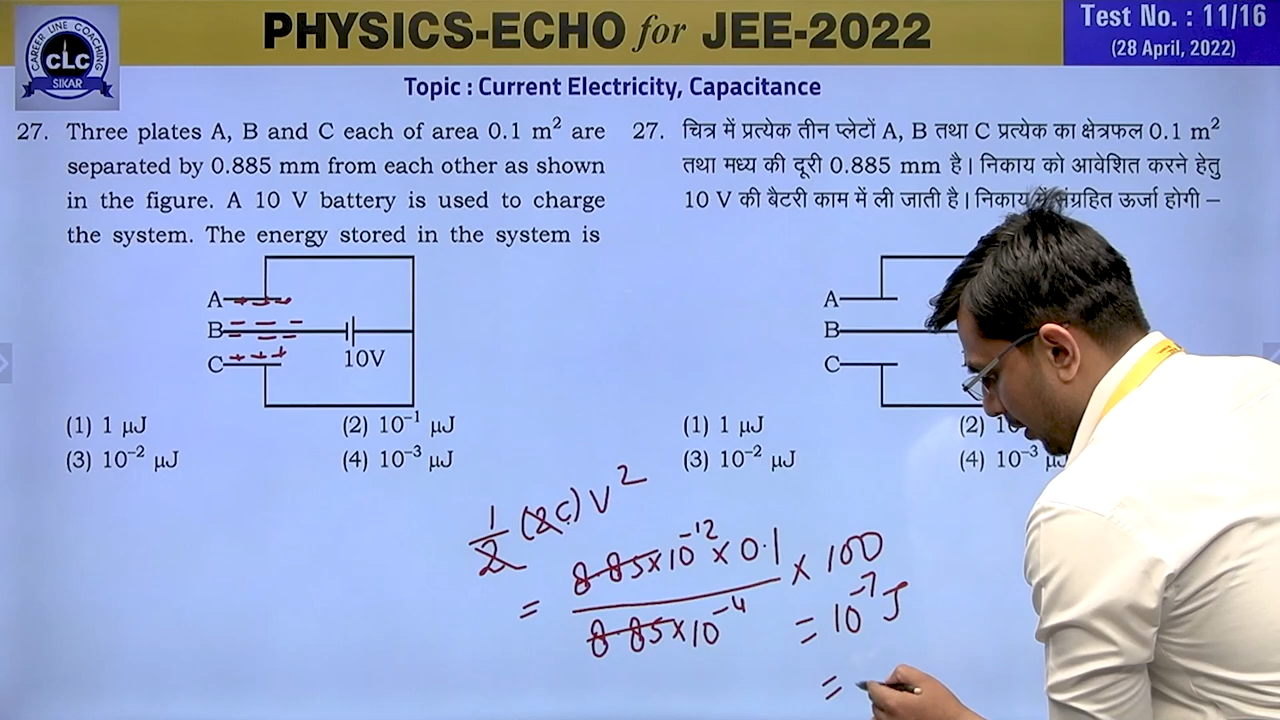 CAREER LINE COACHING
CLC
SIKAR
PHYSICS-ECHO for JEE-2022
Test No. : 11/16
(28 April, 2022)
Topic : Current Electricity, Capacitance
27. Three plates A, B and C each of area 0.1 m² are
separated by 0.885 mm from each other as shown
in the figure. A 10 V battery is used to charge
the system. The energy stored in the system is
A
B
C
10V
(1) 1 μJ (2) 10⁻¹ μJ
(3) 10⁻² μJ (4) 10⁻³ μJ
27. चित्र में प्रत्येक तीन प्लेटों A, B तथा C प्रत्येक का क्षेत्रफल 0.1 m²
तथा मध्य की दूरी 0.885 mm है। निकाय को आवेशित करने हेतु
10 V की बैटरी काम में ली जाती है। निकाय में संग्रहित ऊर्जा होगी –
A
B
C
(1) 1 μJ (2) 10
(3) 10⁻² μJ (4) 10⁻³ μJ
1/2 (2C) V²
= 8.85×10⁻¹² × 0.1 / 8.85×10⁻⁴ × 100
= 10⁻⁷ J
=